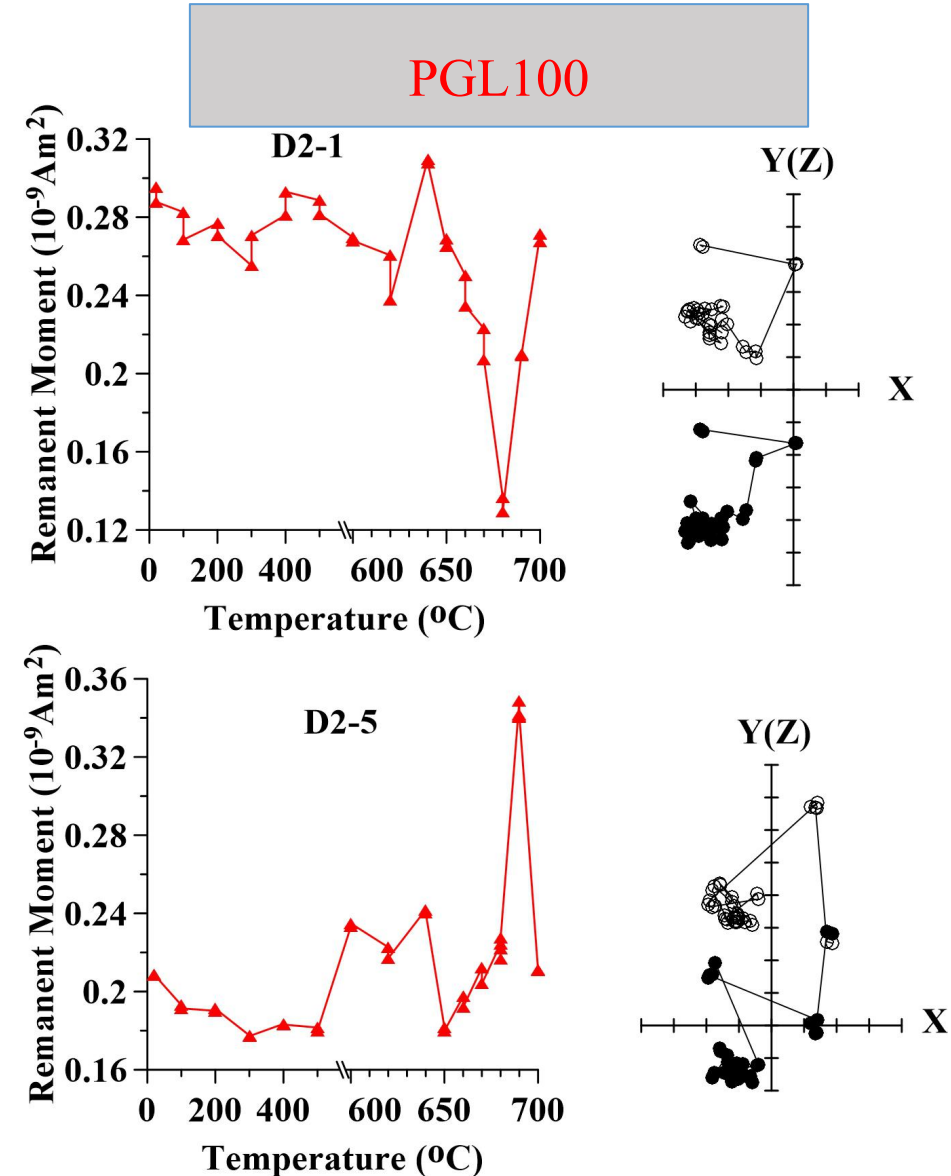 PGL100
D2-1
Remanent Moment (10⁻⁹Am²)
0.32
0.28
0.24
0.2
0.16
0.12
0 200 400 600 650 700
Temperature (ºC)
Y(Z)
X
D2-5
Remanent Moment (10⁻⁹Am²)
0.36
0.32
0.28
0.24
0.2
0.16
0 200 400 600 650 700
Temperature (ºC)
Y(Z)
X